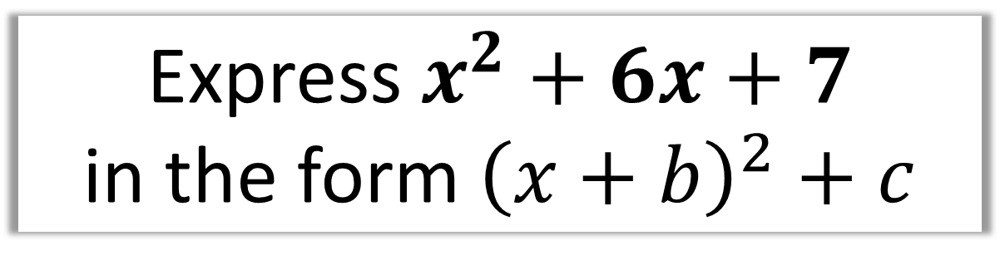 Express x² + 6x + 7
in the form (x + b)² + c